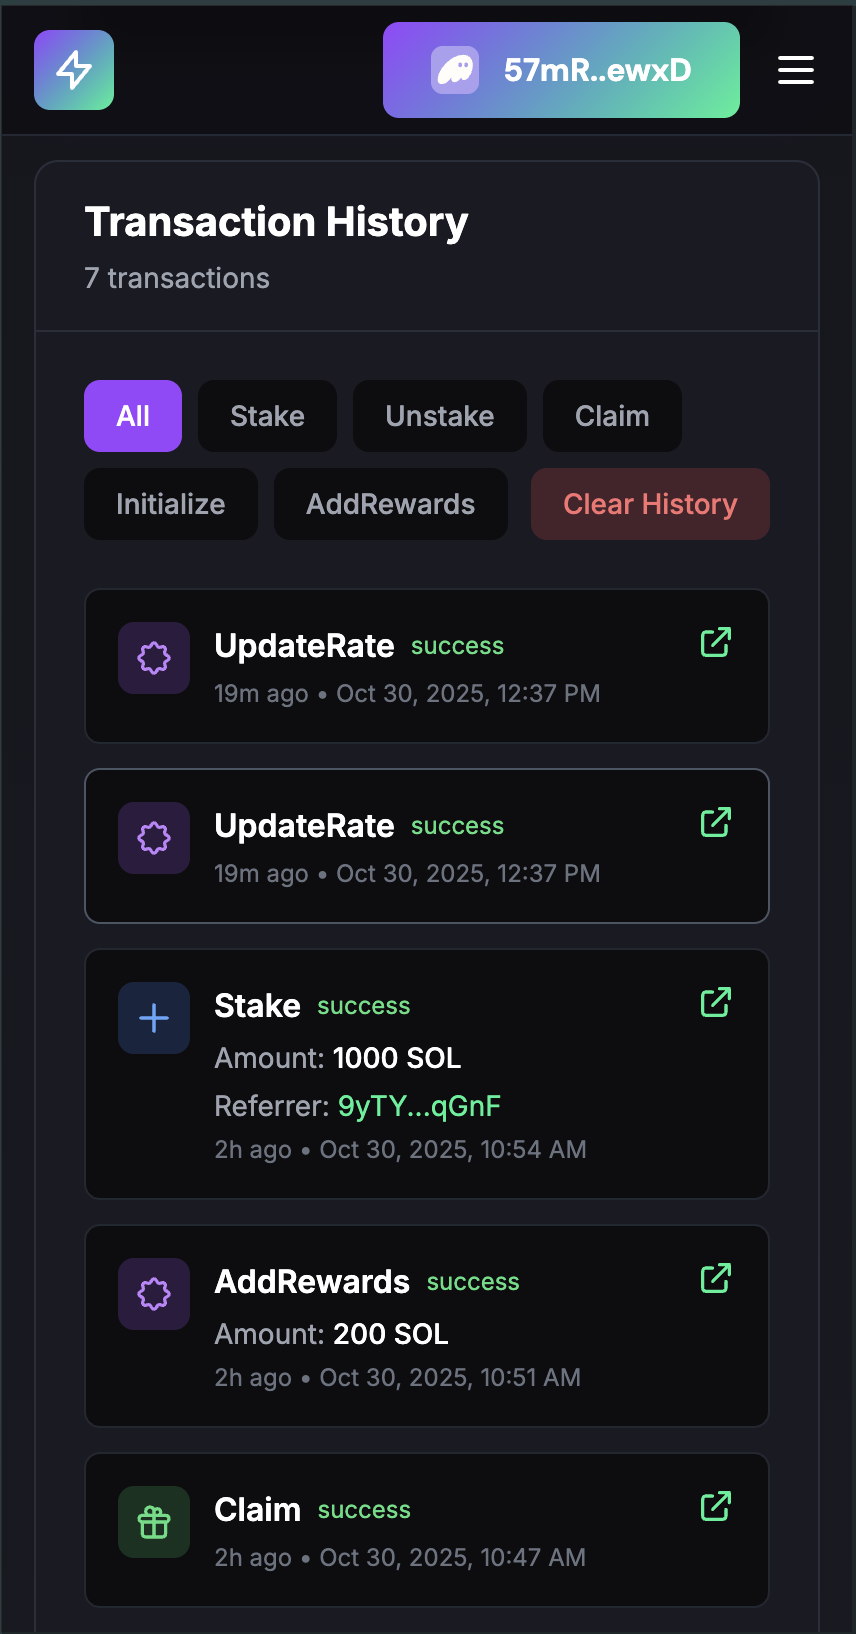 57mR..ewxD
Transaction History
7 transactions
All Stake Unstake Claim
Initialize AddRewards Clear History
UpdateRate success
19m ago • Oct 30, 2025, 12:37 PM
UpdateRate success
19m ago • Oct 30, 2025, 12:37 PM
Stake success
Amount: 1000 SOL
Referrer: 9yTY...qGnF
2h ago • Oct 30, 2025, 10:54 AM
AddRewards success
Amount: 200 SOL
2h ago • Oct 30, 2025, 10:51 AM
Claim success
2h ago • Oct 30, 2025, 10:47 AM